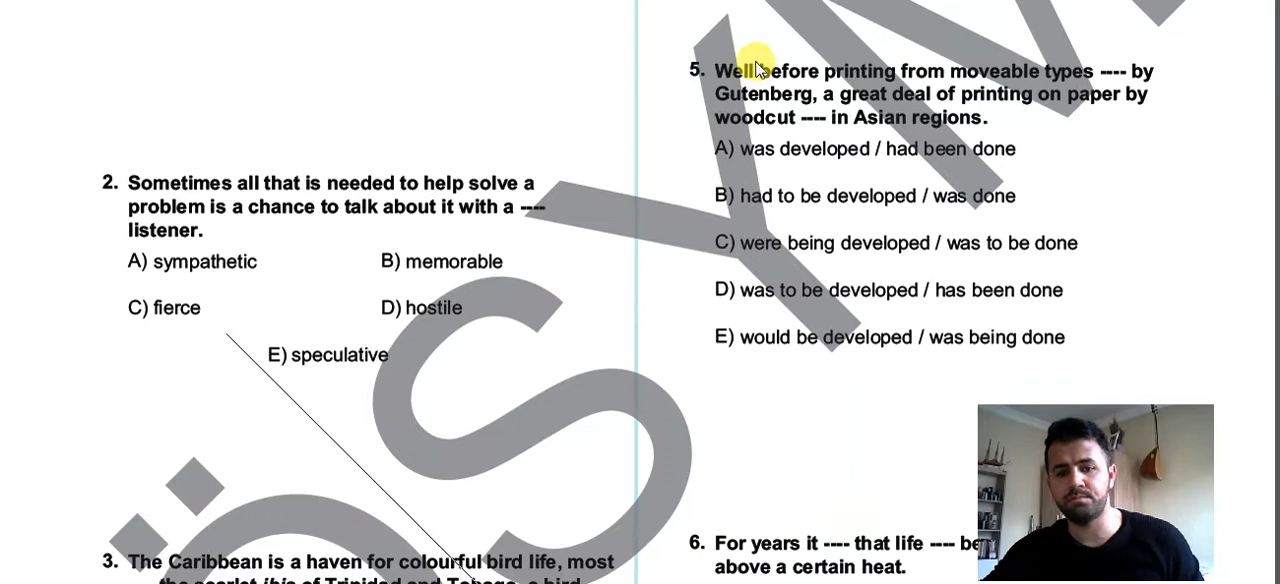 2. Sometimes all that is needed to help solve a
problem is a chance to talk about it with a ----
listener.
A) sympathetic
B) memorable
C) fierce
D) hostile
E) speculative
3. The Caribbean is a haven for colourful bird life, most
5. Well before printing from moveable types ---- by
Gutenberg, a great deal of printing on paper by
woodcut ---- in Asian regions.
A) was developed / had been done
B) had to be developed / was done
C) were being developed / was to be done
D) was to be developed / has been done
E) would be developed / was being done
6. For years it ---- that life ----
above a certain heat.
ÖSYM